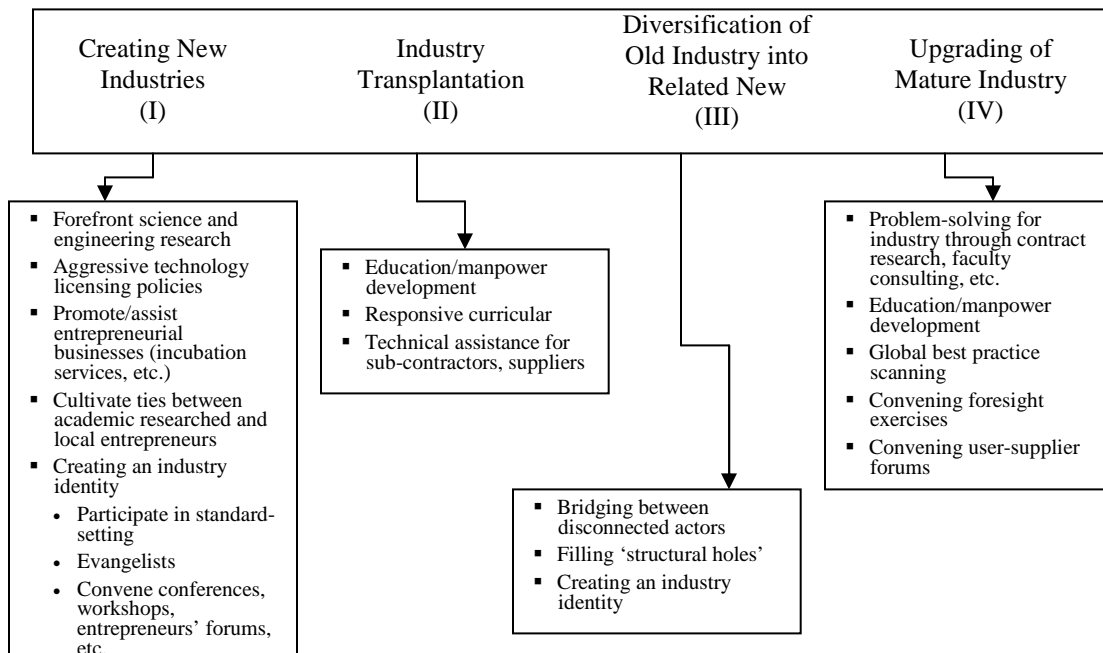 Creating New
Industries
(I)
Industry
Transplantation
(II)
Diversification of
Old Industry into
Related New
(III)
Upgrading of
Mature Industry
(IV)
▪ Forefront science and
engineering research
▪ Aggressive technology
licensing policies
▪ Promote/assist
entrepreneurial
businesses (incubation
services, etc.)
▪ Cultivate ties between
academic researched and
local entrepreneurs
▪ Creating an industry
identity
• Participate in standard-
setting
• Evangelists
• Convene conferences,
workshops,
entrepreneurs’ forums,
etc
▪ Education/manpower
development
▪ Responsive curricular
▪ Technical assistance for
sub-contractors, suppliers
▪ Bridging between
disconnected actors
▪ Filling ‘structural holes’
▪ Creating an industry
identity
▪ Problem-solving for
industry through contract
research, faculty
consulting, etc.
▪ Education/manpower
development
▪ Global best practice
scanning
▪ Convening foresight
exercises
▪ Convening user-supplier
forums